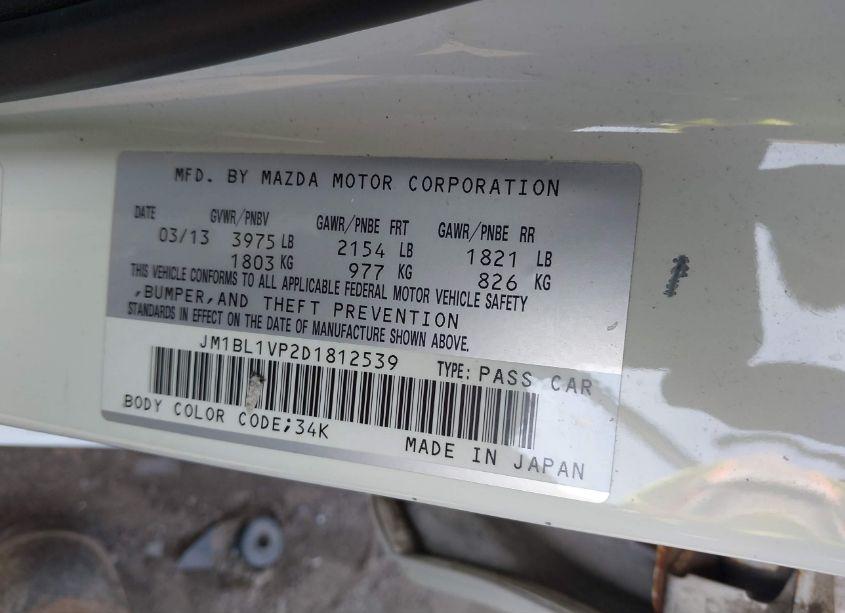 MFD. BY MAZDA MOTOR CORPORATION
DATE GVWR/PNBV GAWR/PNBE FRT GAWR/PNBE RR
03/13 3975 LB 2154 LB 1821 LB
1803 KG 977 KG 826 KG
THIS VEHICLE CONFORMS TO ALL APPLICABLE FEDERAL MOTOR VEHICLE SAFETY
,BUMPER,AND THEFT PREVENTION
STANDARDS IN EFFECT ON THE DATE OF MANUFACTURE SHOWN ABOVE.
JM1BL1VP2D1812539 TYPE: PASS CAR
BODY COLOR CODE;34K
MADE IN JAPAN